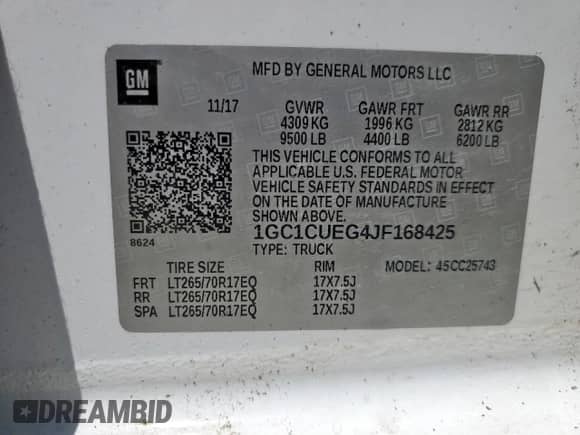 GM
MFD BY GENERAL MOTORS LLC
11/17 GVWR GAWR FRT GAWR RR
4309 KG 1996 KG 2812 KG
9500 LB 4400 LB 6200 LB
THIS VEHICLE CONFORMS TO ALL
APPLICABLE U.S. FEDERAL MOTOR
VEHICLE SAFETY STANDARDS IN EFFECT
ON THE DATE OF MANUFACTURE
SHOWN ABOVE.
8624 1GC1CUEG4JF168425
TYPE: TRUCK
TIRE SIZE RIM MODEL: 4SCC25743
FRT LT265/70R17EQ 17X7.5J
RR LT265/70R17EQ 17X7.5J
SPA LT265/70R17EQ 17X7.5J
DREAMBID